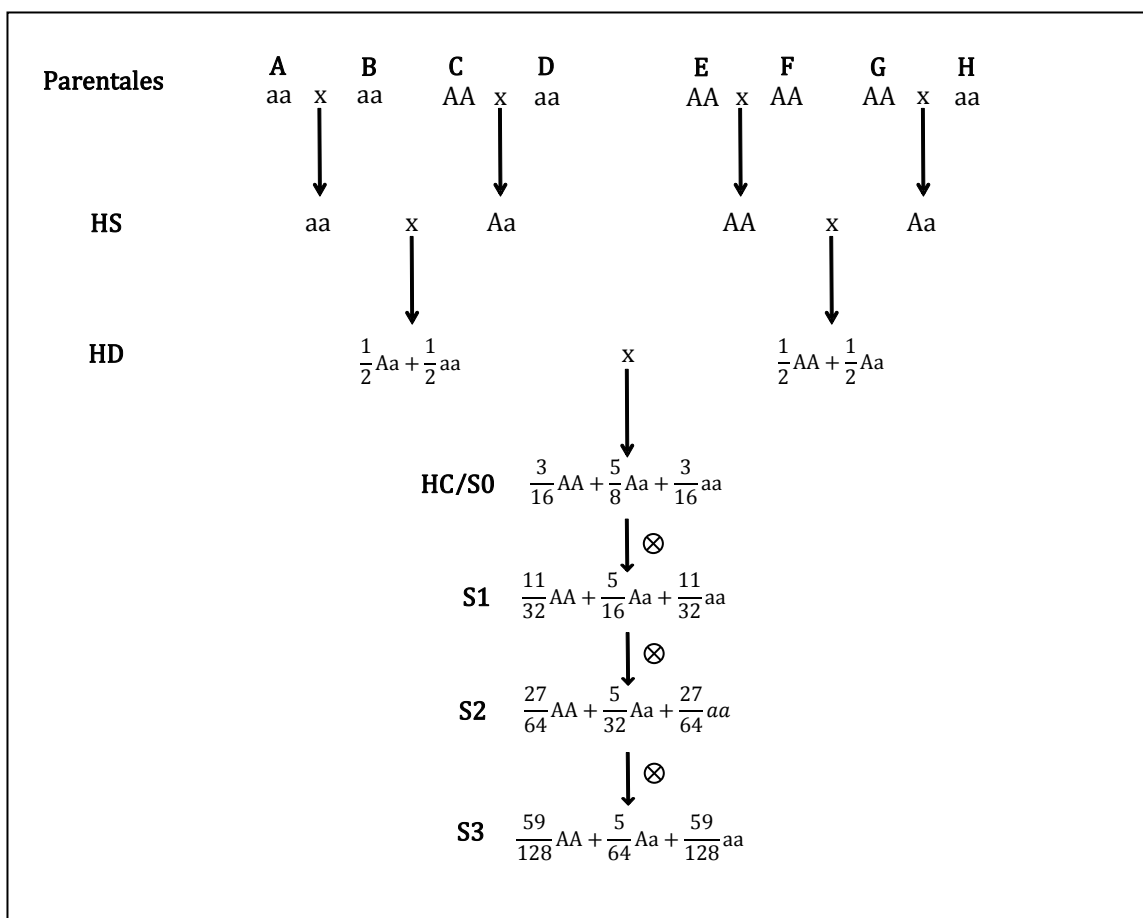 A B C D E F G H
Parentales aa x aa AA x aa AA x AA AA x aa
HS aa x Aa AA x Aa
HD 1/2 Aa + 1/2 aa x 1/2 AA + 1/2 Aa
HC/S0 3/16 AA + 5/8 Aa + 3/16 aa
⊗
S1 11/32 AA + 5/16 Aa + 11/32 aa
⊗
S2 27/64 AA + 5/32 Aa + 27/64 aa
⊗
S3 59/128 AA + 5/64 Aa + 59/128 aa